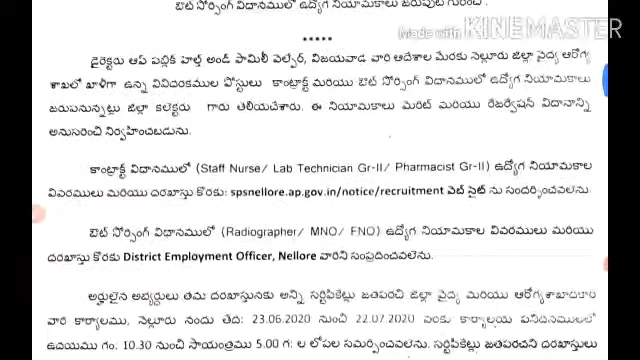 ఔట్ సోర్సింగ్ విధానములో ఉద్యోగ నియామకాలు జరుపుట గురించి .
Made with KINEMASTER
*****
డైరెక్టరు ఆఫ్ పబ్లిక్ హెల్త్ అండ్ ఫామిలీ వెల్ఫేర్, విజయవాడ వారి ఆదేశాల మేరకు నెల్లూరు జిల్లా వైద్య ఆరోగ్య
శాఖలో ఖాళీగా ఉన్న వివిధరకముల పోస్టులు కాంట్రాక్ట్ మరియు ఔట్ సోర్సింగ్ విధానములో ఉద్యోగ నియామకాలు
జరుపనున్నట్లు జిల్లా కలెక్టరు గారు తెలియచేశారు. ఈ నియామకాలు మెరిట్ మరియు రిజర్వేషన్ విధానాన్ని
అనుసరించి నిర్వహించబడును.
కాంట్రాక్ట్ విధానములో (Staff Nurse/ Lab Technician Gr-II/ Pharmacist Gr-II) ఉద్యోగ నియామకాల
వివరములు మరియు దరఖాస్తు కొరకు: spsnellore.ap.gov.in/notice/recruitment వెబ్ సైట్ ను సందర్శించవలెను.
ఔట్ సోర్సింగ్ విధానములో (Radiographer/ MNO/ FNO) ఉద్యోగ నియామకాల వివరములు మరియు
దరఖాస్తు కొరకు District Employment Officer, Nellore వారిని సంప్రదించవలెను.
అర్హులైన అభ్యర్థులు తమ దరఖాస్తునకు అన్ని సర్టిఫికెట్లు జతపరచి జిల్లా వైద్య మరియు ఆరోగ్యశాఖాధికారి
వారి కార్యాలము, నెల్లూరు నందు తేది: 23.06.2020 నుంచి 22.07.2020 వరకు కార్యాలయ పనిదినములలో
ఉదయము గం. 10.30 నుంచి సాయంత్రము 5.00 గ: ల లోపల సమర్పించవలెను. సర్టిఫికెట్లు జతపరచని దరఖాస్తులు